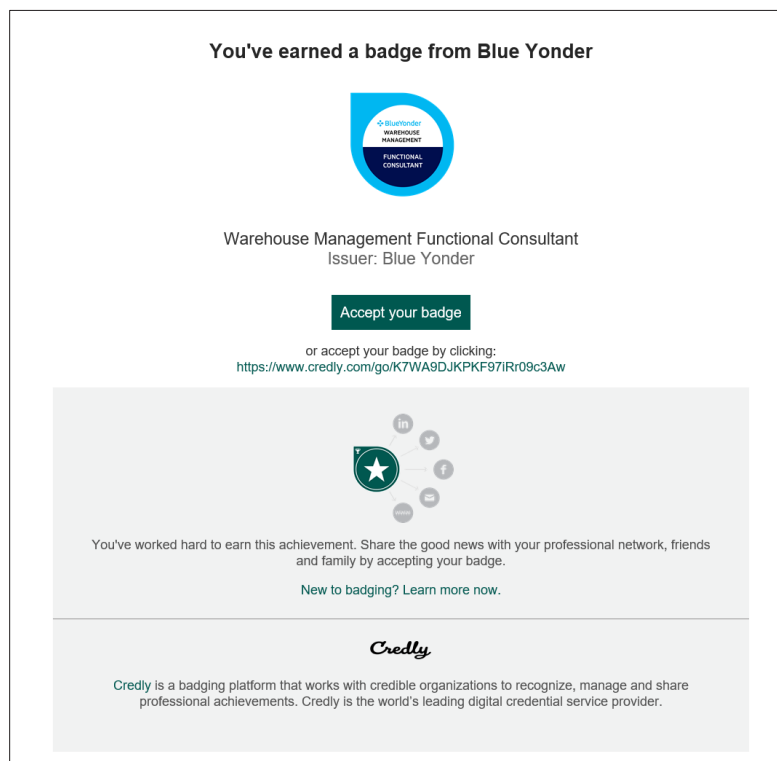 You've earned a badge from Blue Yonder
BlueYonder
WAREHOUSE
MANAGEMENT
FUNCTIONAL
CONSULTANT
Warehouse Management Functional Consultant
Issuer: Blue Yonder
Accept your badge
or accept your badge by clicking:
https://www.credly.com/go/K7WA9DJKPKF97iRr09c3Aw
in
f
You've worked hard to earn this achievement. Share the good news with your professional network, friends
and family by accepting your badge.
New to badging? Learn more now.
Credly
Credly is a badging platform that works with credible organizations to recognize, manage and share
professional achievements. Credly is the world's leading digital credential service provider.